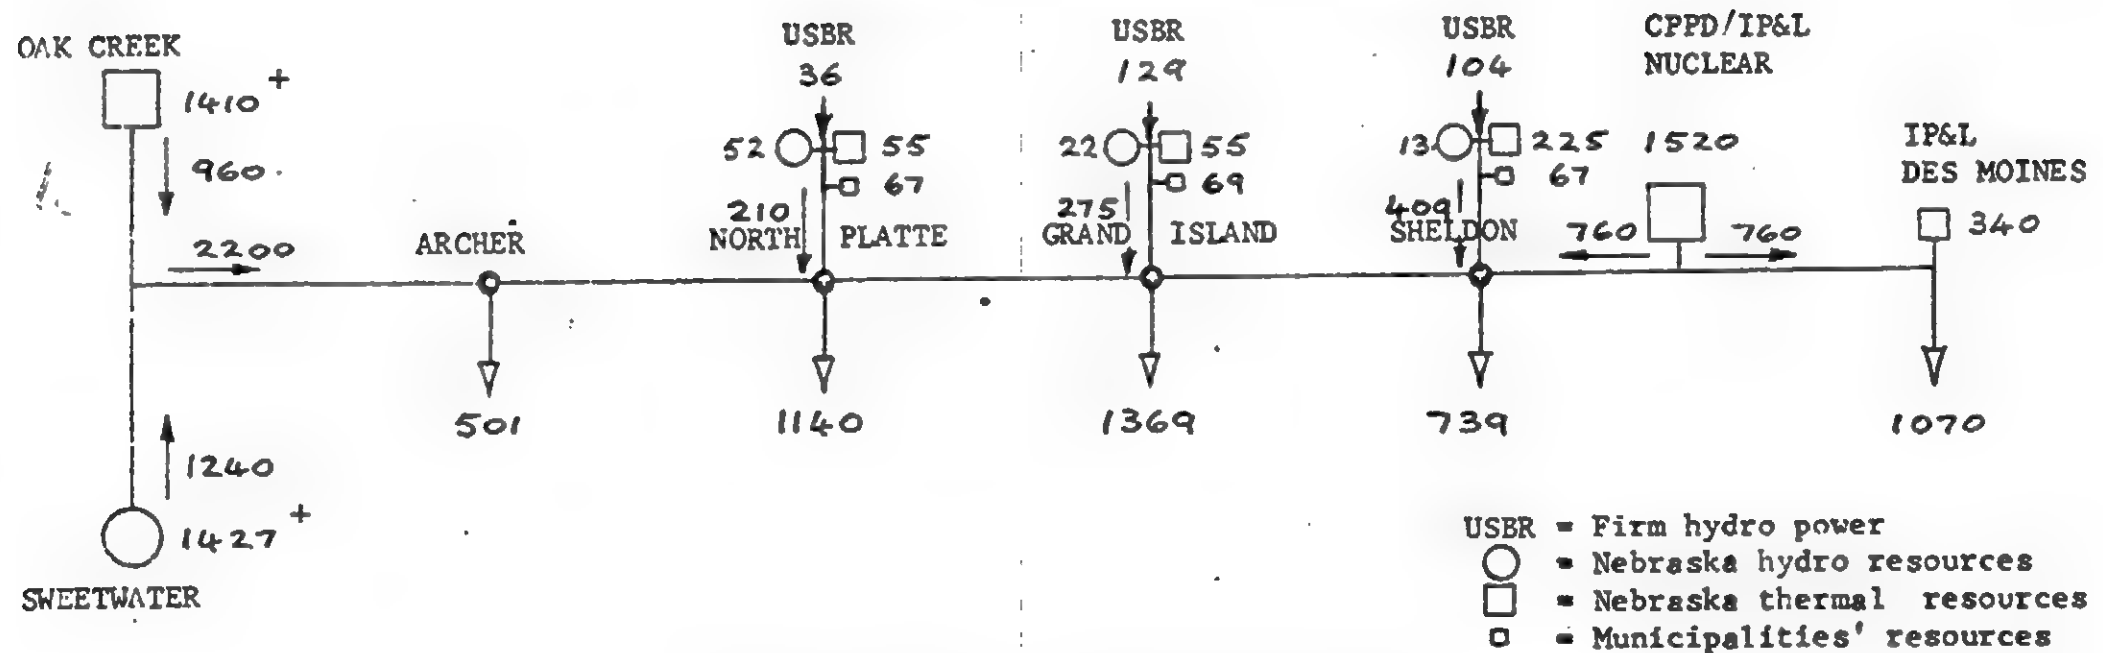 OAK CREEK
1410 +
960
2200
1240
1427 +
SWEETWATER
ARCHER
501
USBR
36
52
55
67
210
NORTH PLATTE
1140
USBR
129
22
55
69
275
GRAND ISLAND
1369
USBR
104
13
225
67
409
SHELDON
739
CPPD/IP&L
NUCLEAR
1520
760
760
IP&L
DES MOINES
340
1070
USBR = Firm hydro power
= Nebraska hydro resources
= Nebraska thermal resources
= Municipalities' resources